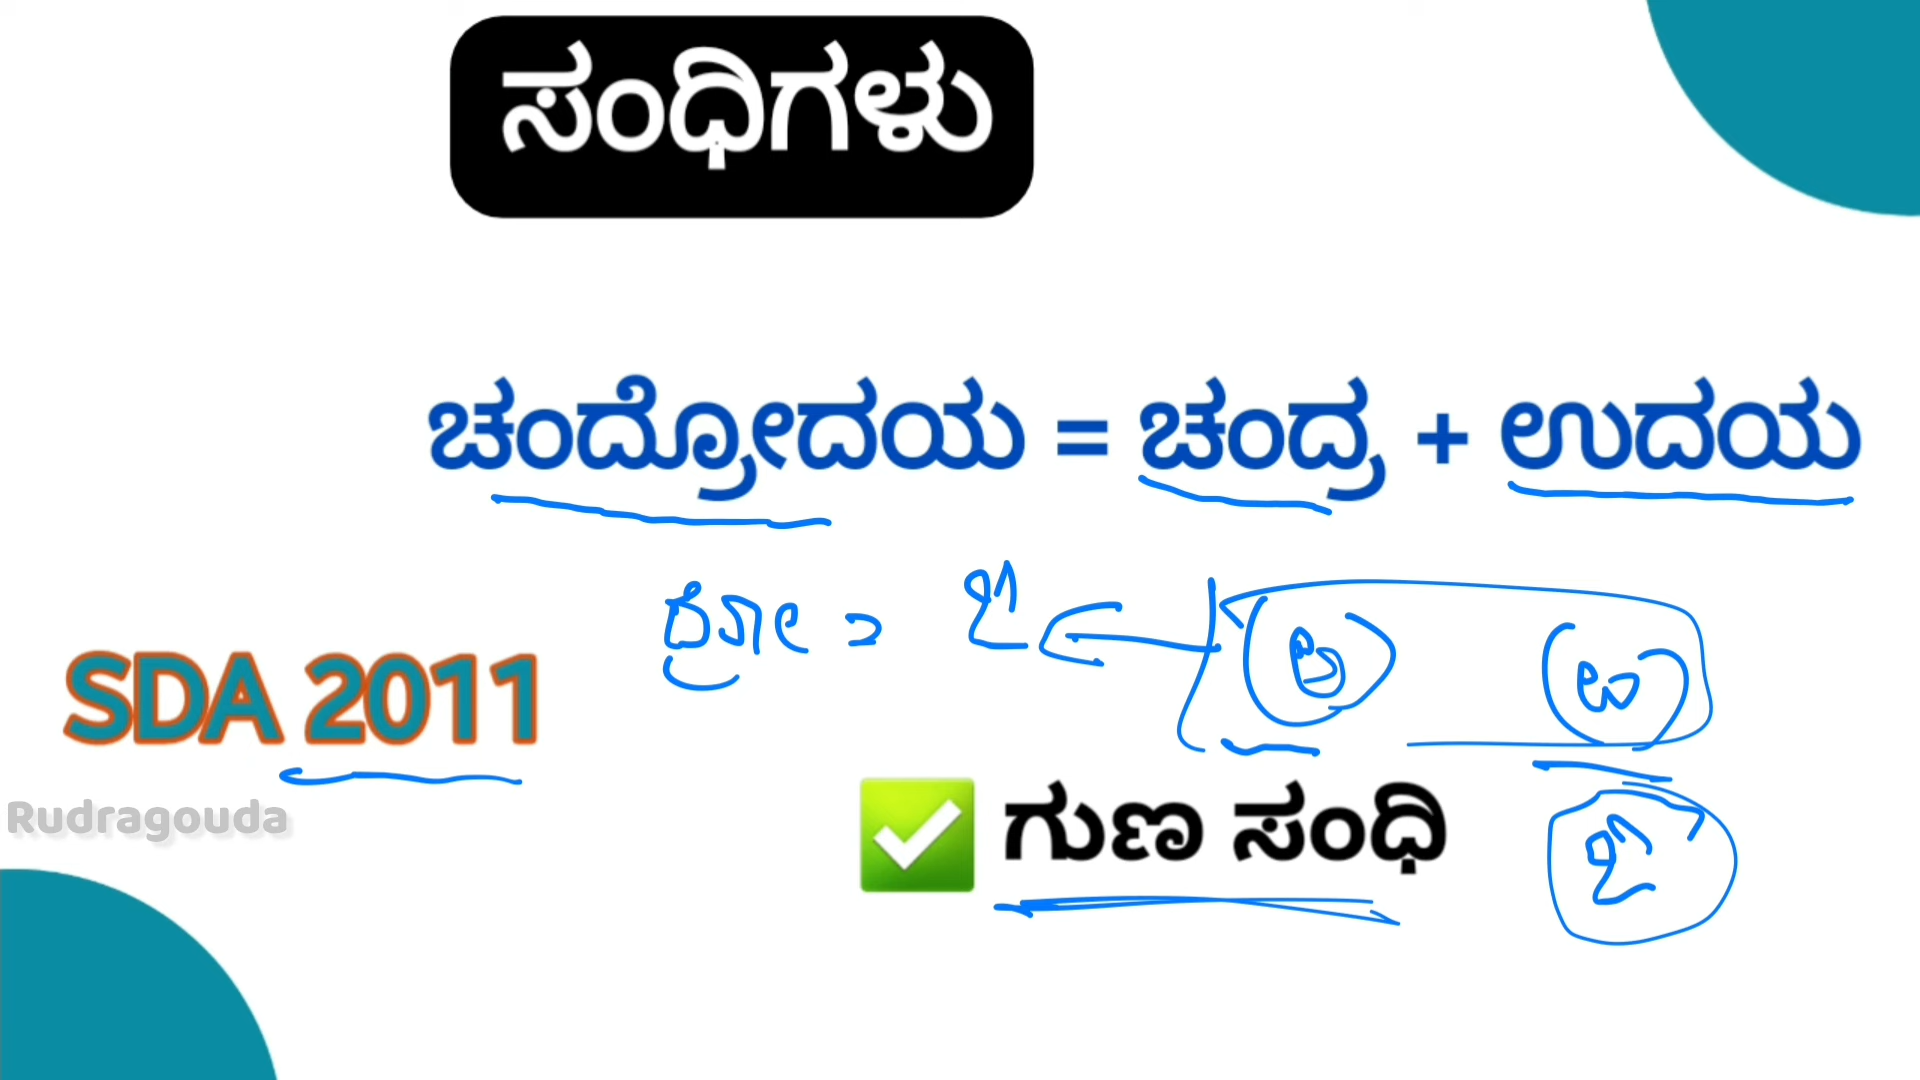 ಸಂಧಿಗಳು
ಚಂದ್ರೋದಯ = ಚಂದ್ರ + ಉದಯ
SDA 2011
Rudragouda
ಗುಣ ಸಂಧಿ